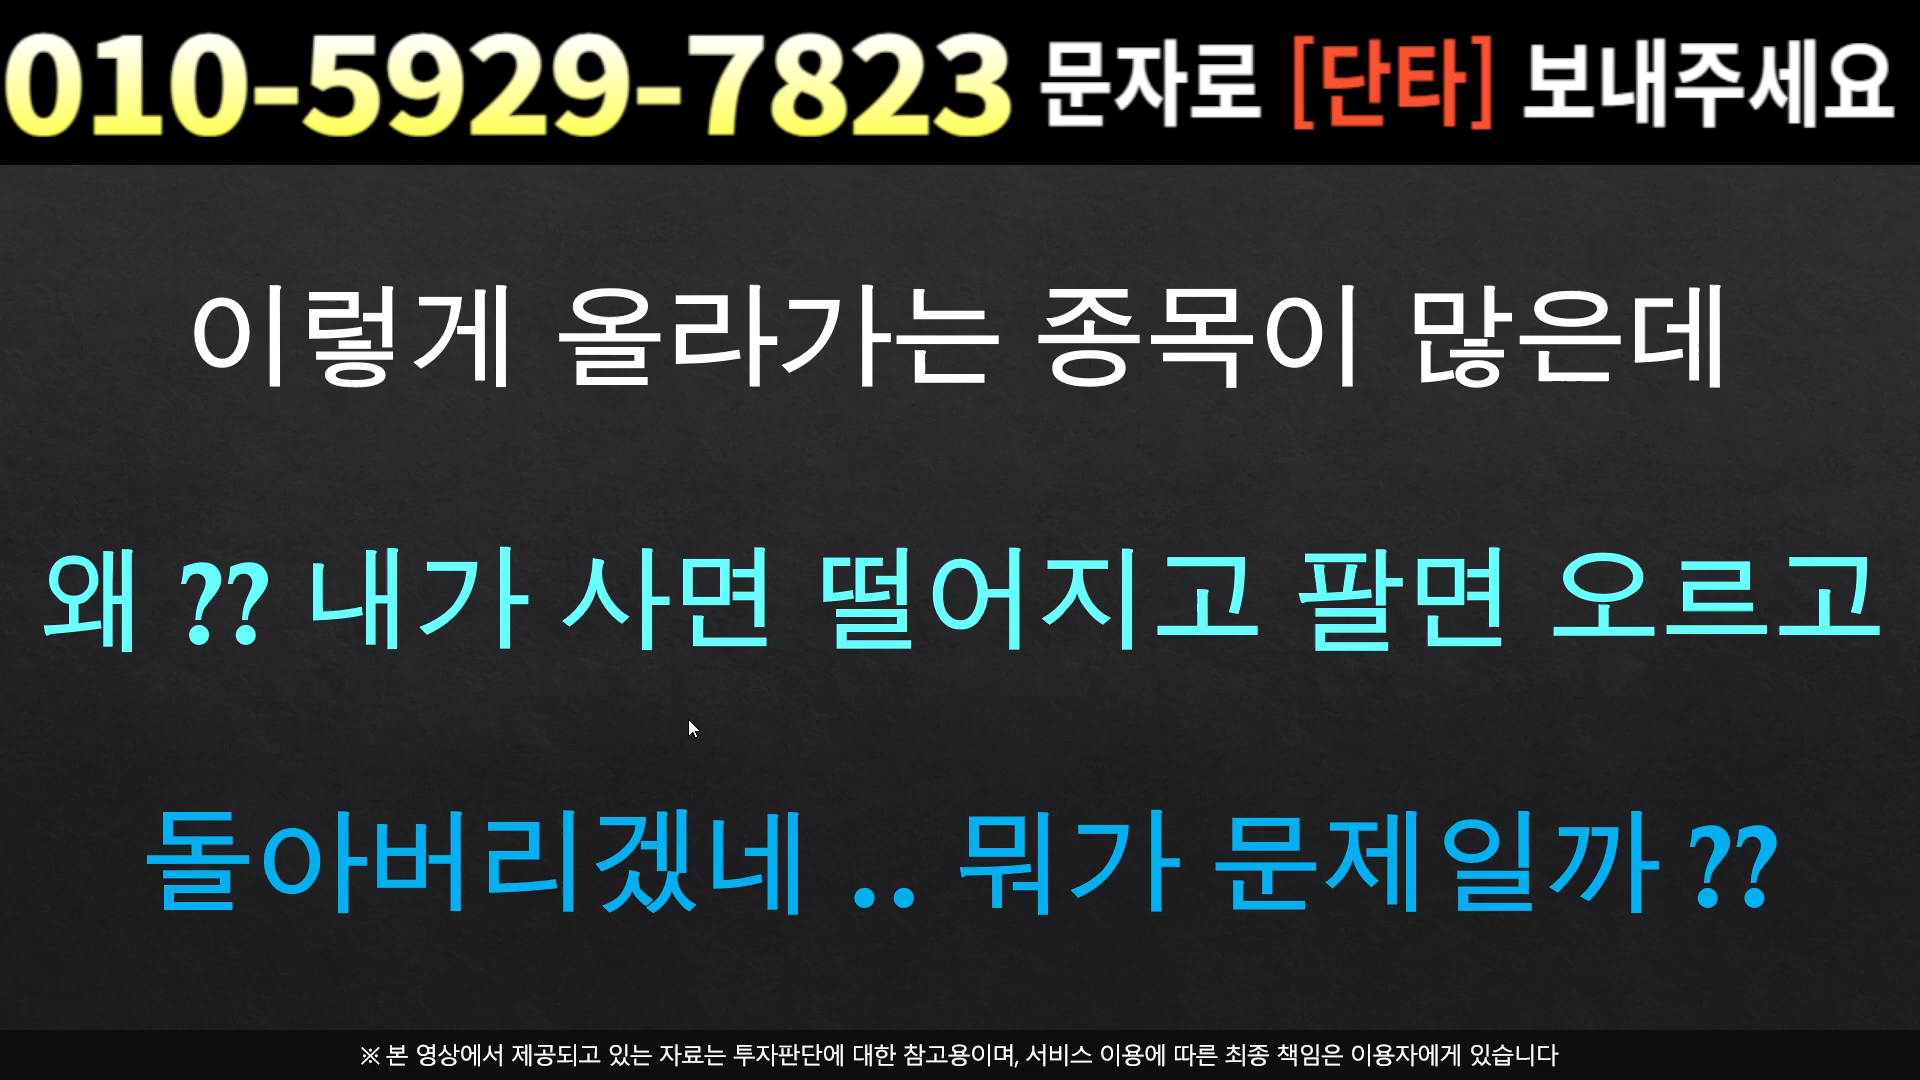 010-5929-7823 문자로 [단타] 보내주세요
이렇게 올라가는 종목이 많은데
왜 ?? 내가 사면 떨어지고 팔면 오르고
돌아버리겠네 .. 뭐가 문제일까 ??
※ 본 영상에서 제공되고 있는 자료는 투자판단에 대한 참고용이며, 서비스 이용에 따른 최종 책임은 이용자에게 있습니다